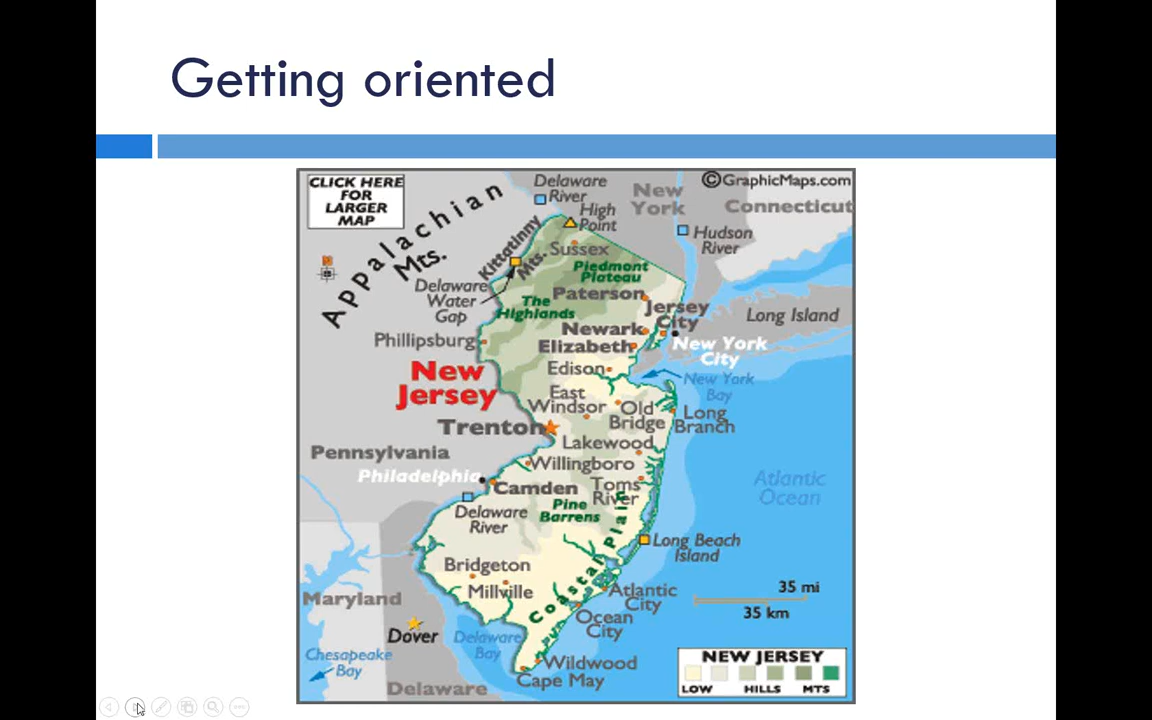 Getting oriented
CLICK HERE
FOR
LARGER
MAP
Delaware
River
New
York
©GraphicMaps.com
Connecticut
Appalachian
Mts.
High
Point
Hudson
River
Kittatinny
Mts.
Sussex
Piedmont
Plateau
Delaware
Water
Gap
The
Highlands
Paterson
Jersey
City
Long Island
Phillipsburg
Newark
Elizabeth
New York
City
New
Jersey
Edison
New York
Bay
East
Windsor
Old
Bridge
Long
Branch
Trenton
Lakewood
Pennsylvania
Willingboro
Philadelphia
Camden
Toms
River
Atlantic
Ocean
Delaware
River
Pine
Barrens
Coastal Plain
Long Beach
Island
Bridgeton
Millville
Atlantic
City
35 mi
35 km
Maryland
Ocean
City
Dover
Delaware
Bay
Chesapeake
Bay
Wildwood
Cape May
Delaware
NEW JERSEY
LOW HILLS MTS